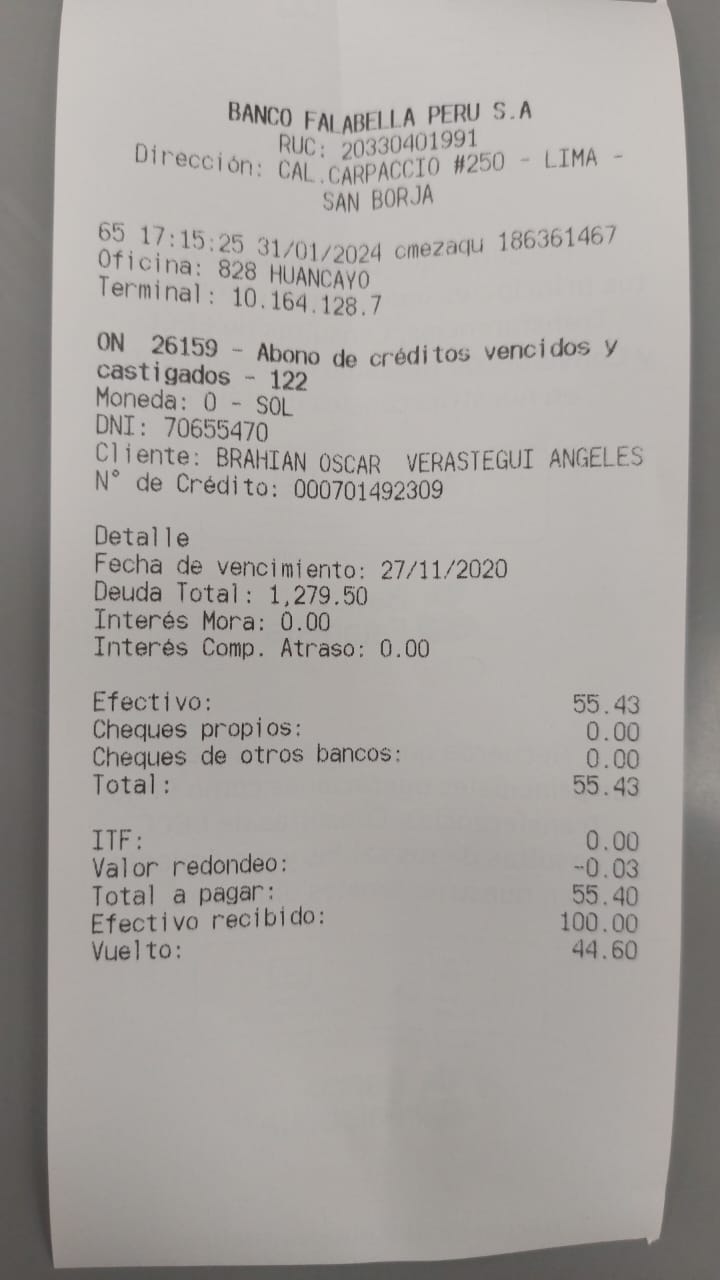 BANCO FALABELLA PERU S.A
RUC: 20330401991
Dirección: CAL.CARPACCIO #250 - LIMA -
SAN BORJA
65 17:15:25 31/01/2024 cmezaqu 186361467
Oficina: 828 HUANCAYO
Terminal: 10.164.128.7
ON 26159 - Abono de créditos vencidos y
castigados - 122
Moneda: 0 - SOL
DNI: 70655470
Cliente: BRAHIAN OSCAR VERASTEGUI ANGELES
N° de Crédito: 000701492309
Detalle
Fecha de vencimiento: 27/11/2020
Deuda Total: 1,279.50
Interés Mora: 0.00
Interés Comp. Atraso: 0.00
Efectivo: 55.43
Cheques propios: 0.00
Cheques de otros bancos: 0.00
Total: 55.43
ITF: 0.00
Valor redondeo: -0.03
Total a pagar: 55.40
Efectivo recibido: 100.00
Vuelto: 44.60